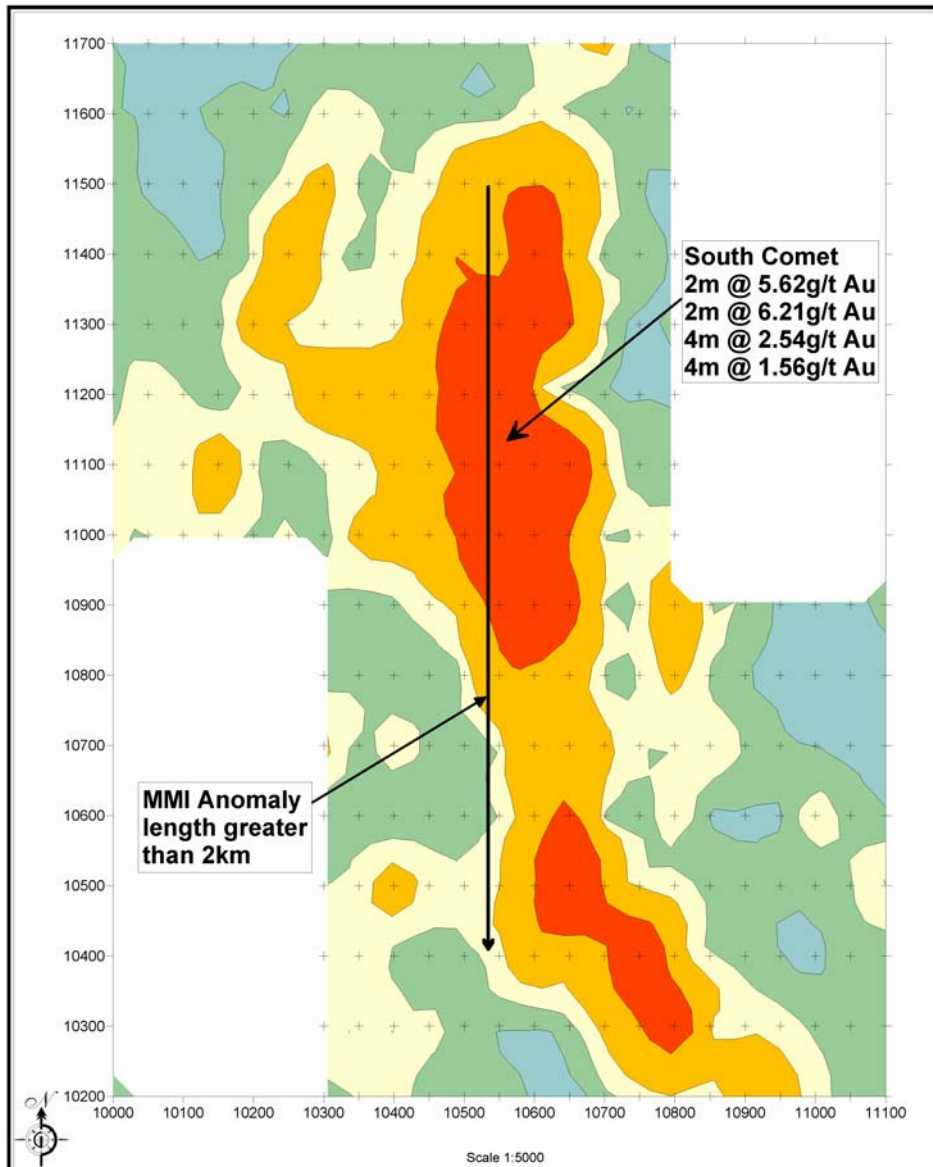 11700
11600
11500
11400
11300
11200
11100
11000
10900
10800
10700
10600
10500
10400
10300
10200
South Comet
2m @ 5.62g/t Au
2m @ 6.21g/t Au
4m @ 2.54g/t Au
4m @ 1.56g/t Au
MMI Anomaly
length greater
than 2km
N
10000 10100 10200 10300 10400 10500 10600 10700 10800 10900 11000 11100
Scale 1:5000